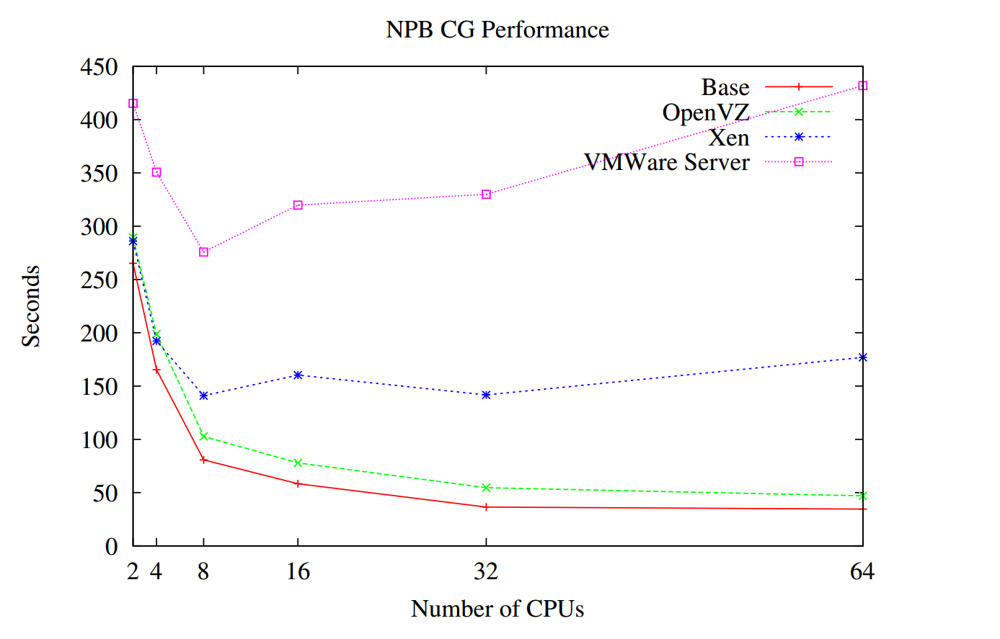 NPB CG Performance
450
400
350
300
250
200
150
100
50
0
Seconds
Base
OpenVZ
Xen
VMWare Server
2 4 8 16 32 64
Number of CPUs